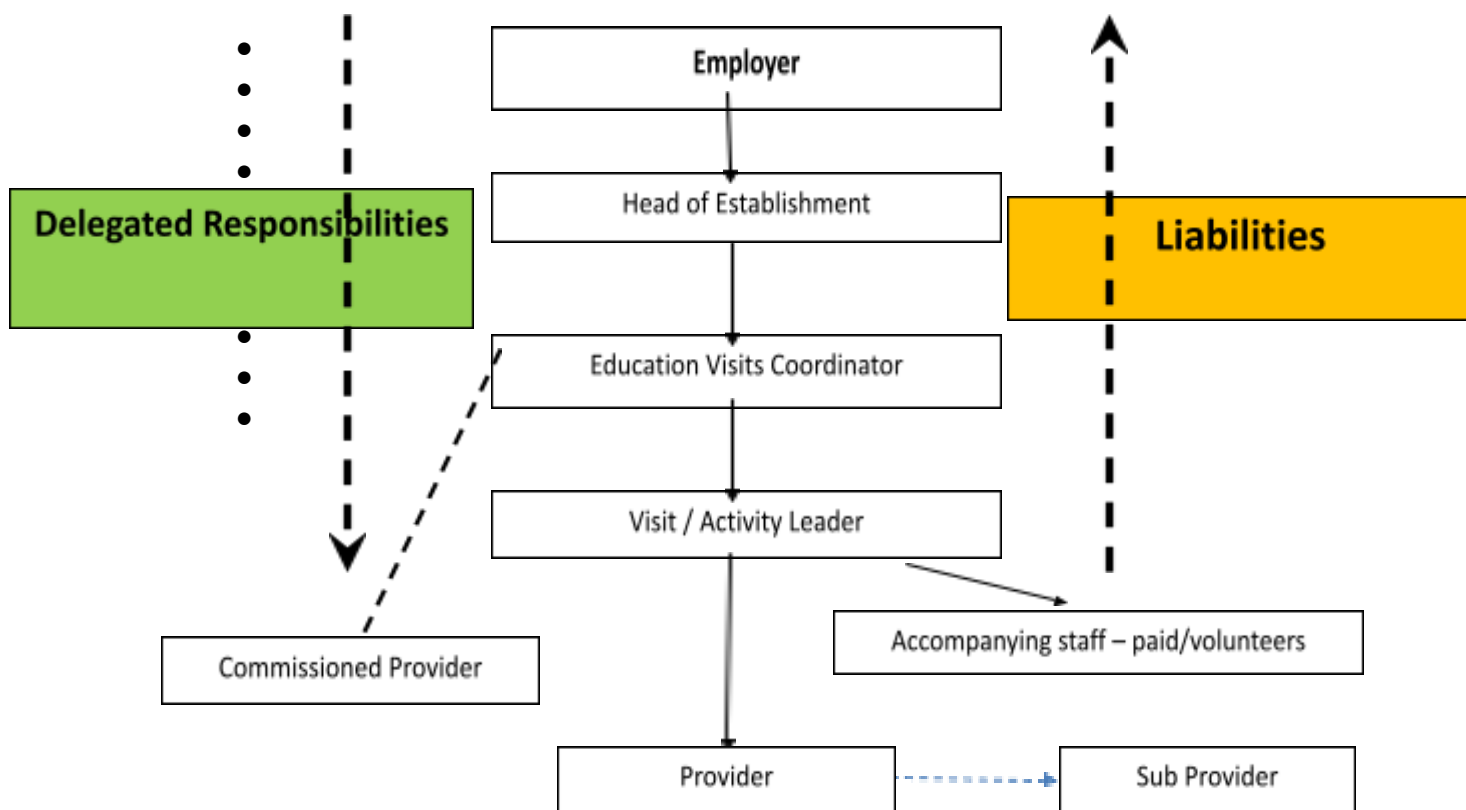 Employer
Head of Establishment
Delegated Responsibilities
Liabilities
Education Visits Coordinator
Visit / Activity Leader
Accompanying staff – paid/volunteers
Commissioned Provider
Provider
Sub Provider